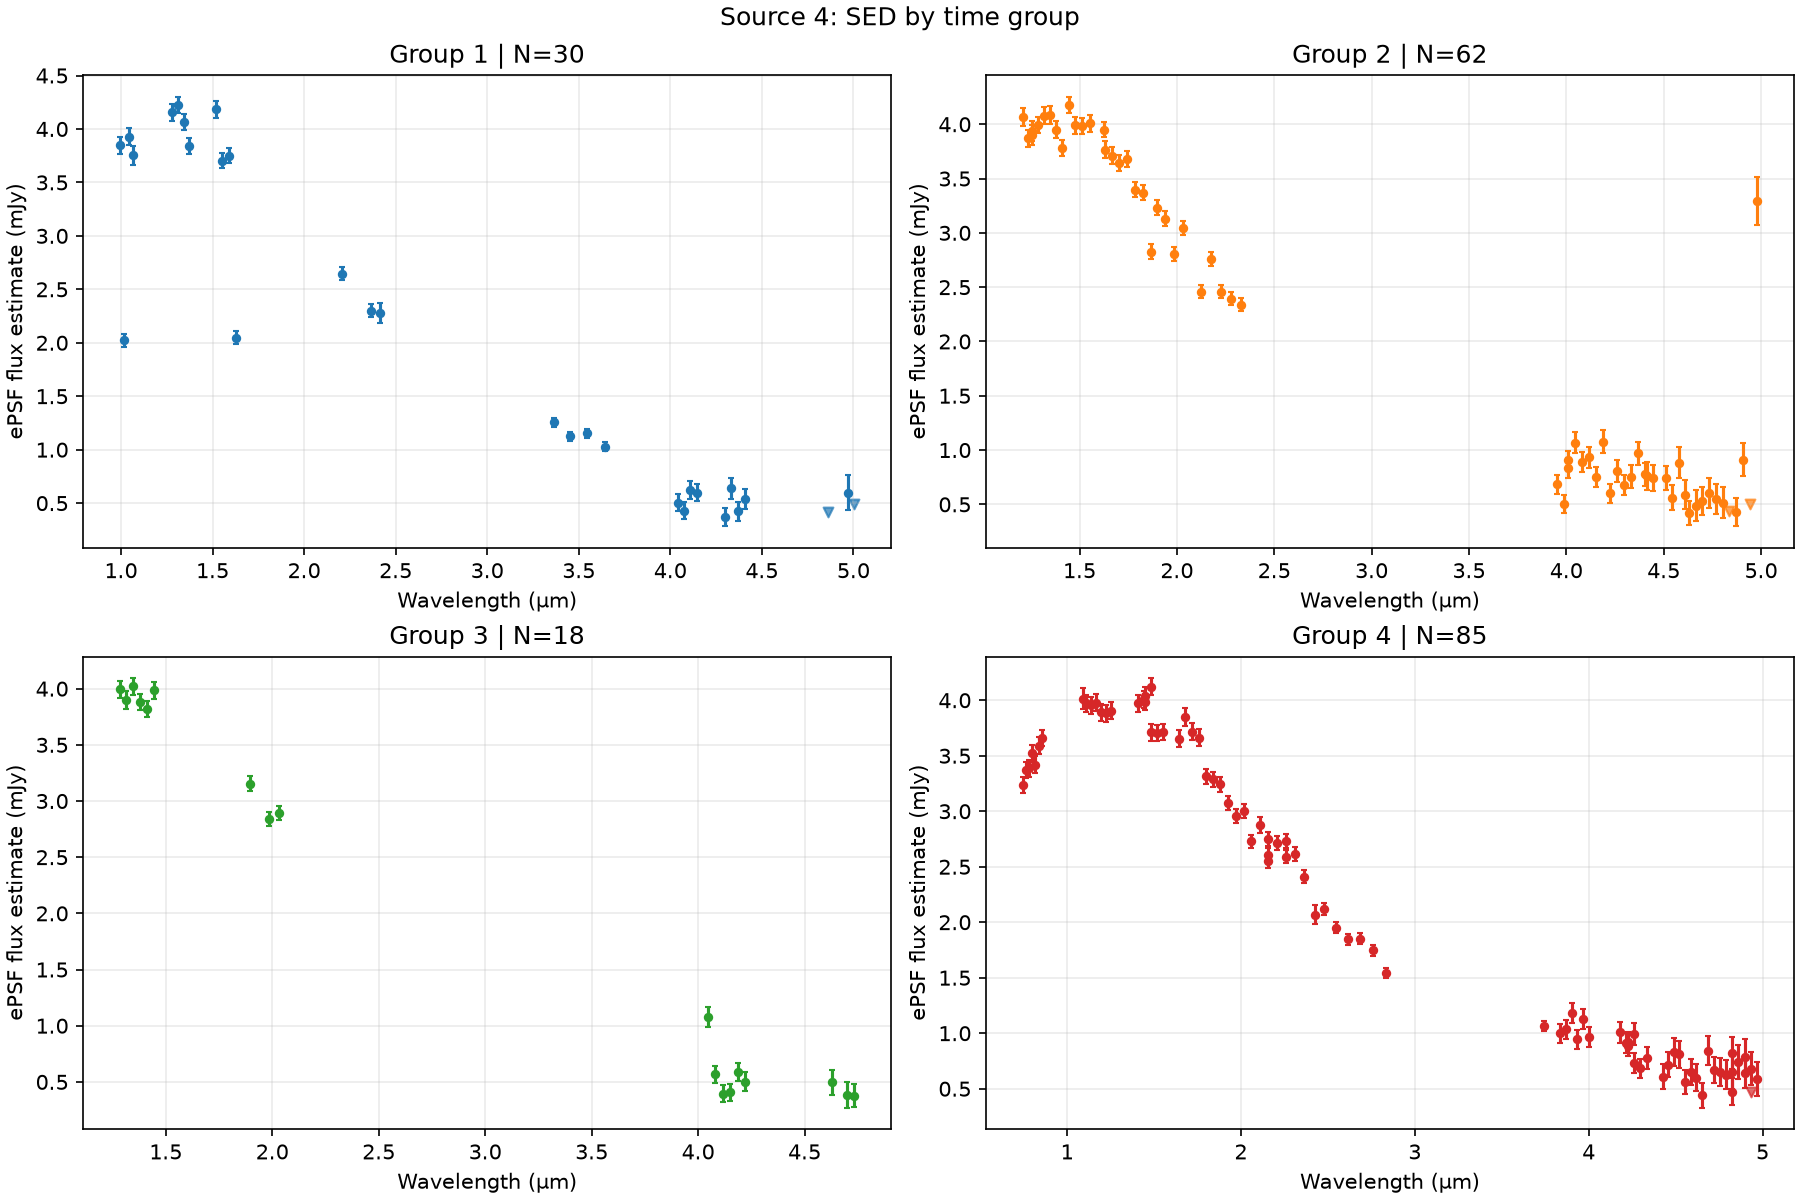 Source 4: SED by time group
Group 1 | N=30
4.5
4.0
3.5
3.0
2.5
2.0
1.5
1.0
0.5
ePSF flux estimate (mJy)
1.0 1.5 2.0 2.5 3.0 3.5 4.0 4.5 5.0
Wavelength (µm)
Group 2 | N=62
4.0
3.5
3.0
2.5
2.0
1.5
1.0
0.5
ePSF flux estimate (mJy)
1.5 2.0 2.5 3.0 3.5 4.0 4.5 5.0
Wavelength (µm)
Group 3 | N=18
4.0
3.5
3.0
2.5
2.0
1.5
1.0
0.5
ePSF flux estimate (mJy)
1.5 2.0 2.5 3.0 3.5 4.0 4.5
Wavelength (µm)
Group 4 | N=85
4.0
3.5
3.0
2.5
2.0
1.5
1.0
0.5
ePSF flux estimate (mJy)
1 2 3 4 5
Wavelength (µm)